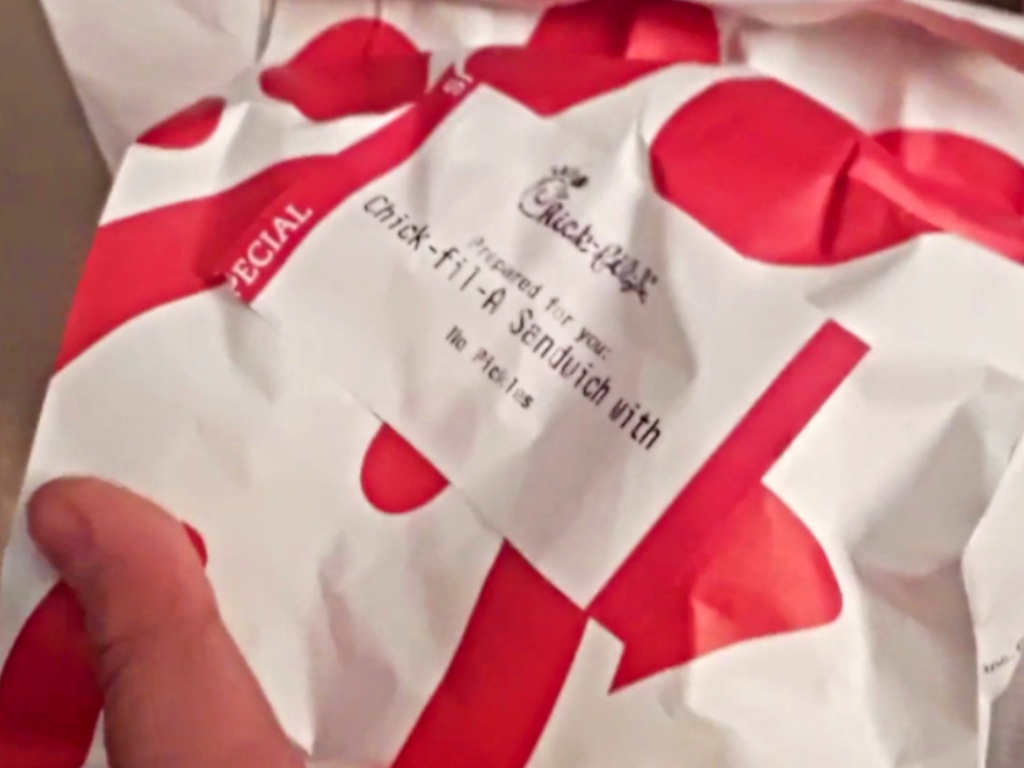 SPECIAL
Chick-fil-A
Prepared for you:
Chick-fil-A Sandwich with
No Pickles